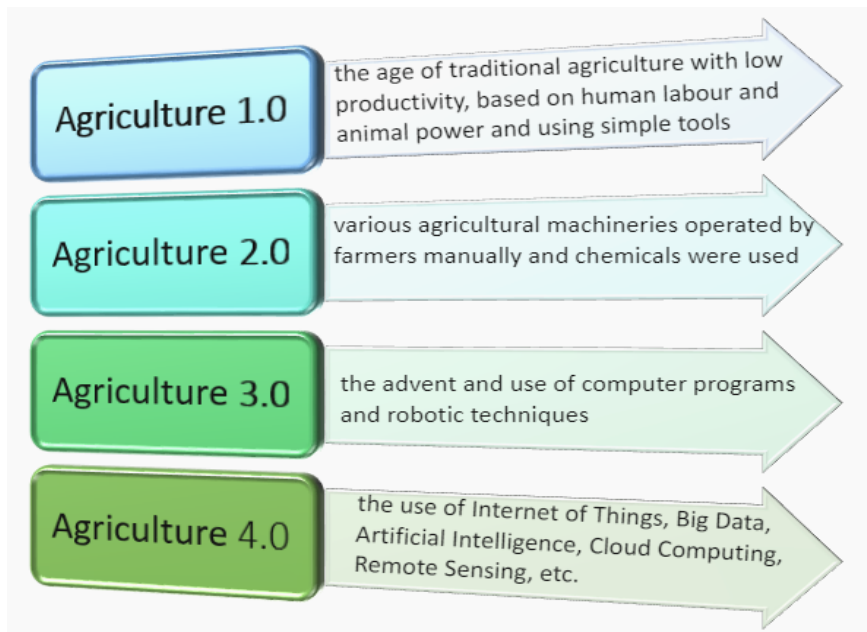 Agriculture 1.0
the age of traditional agriculture with low
productivity, based on human labour and
animal power and using simple tools
Agriculture 2.0
various agricultural machineries operated by
farmers manually and chemicals were used
Agriculture 3.0
the advent and use of computer programs
and robotic techniques
Agriculture 4.0
the use of Internet of Things, Big Data,
Artificial Intelligence, Cloud Computing,
Remote Sensing, etc.